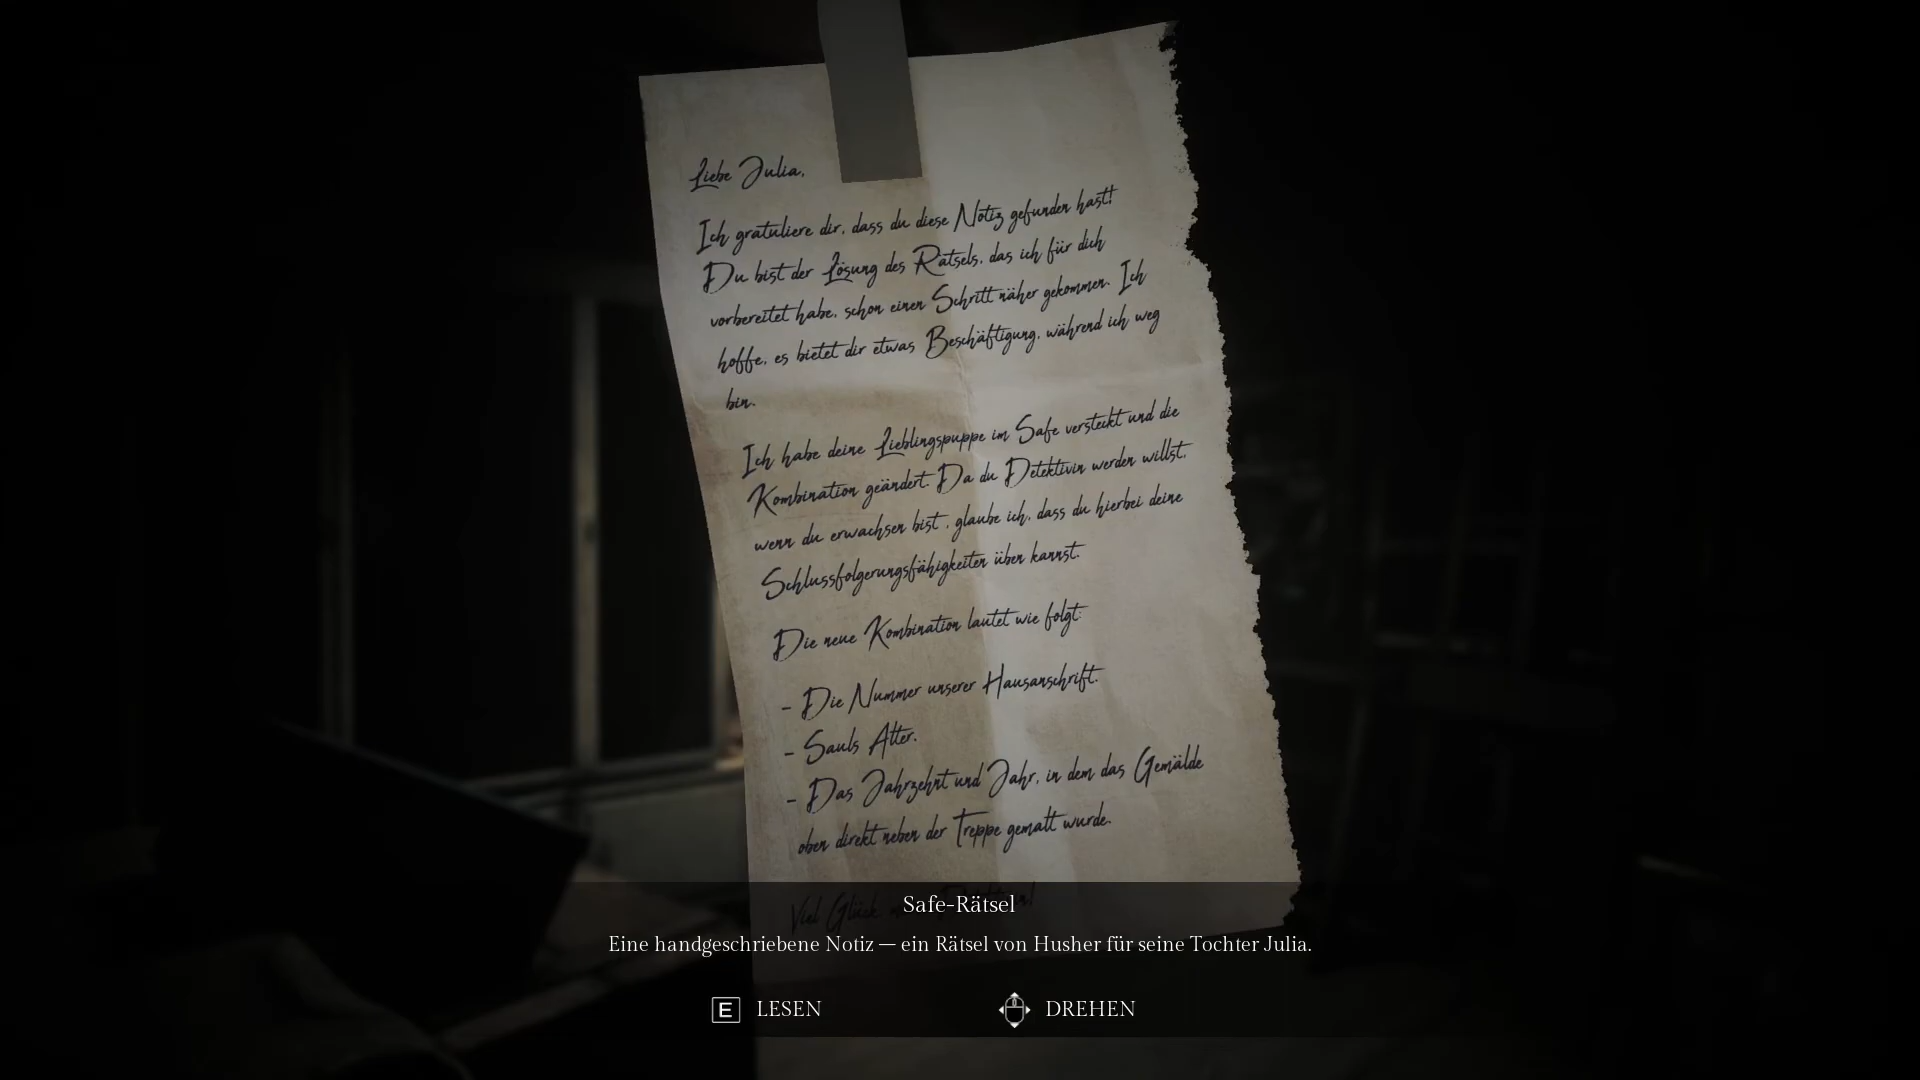 Liebe Julia,
Ich gratuliere dir, dass du diese Notiz gefunden hast!
Du bist der Lösung des Rätsels, das ich für dich
vorbereitet habe, schon einen Schritt näher gekommen. Ich
hoffe, es bietet dir etwas Beschäftigung, während ich weg
bin.
Ich habe deine Lieblingspuppe im Safe versteckt und die
Kombination geändert. Da du Detektivin werden willst,
wenn du erwachsen bist, glaube ich, dass du hierbei deine
Schlussfolgerungsfähigkeiten üben kannst.
Die neue Kombination lautet wie folgt:
- Die Nummer unserer Hausanschrift.
- Sauls Alter.
- Das Jahrzehnt und Jahr, in dem das Gemälde
oben direkt neben der Treppe gemalt wurde.
Viel Glück
Safe-Rätsel
Eine handgeschriebene Notiz — ein Rätsel von Husher für seine Tochter Julia.
E LESEN DREHEN